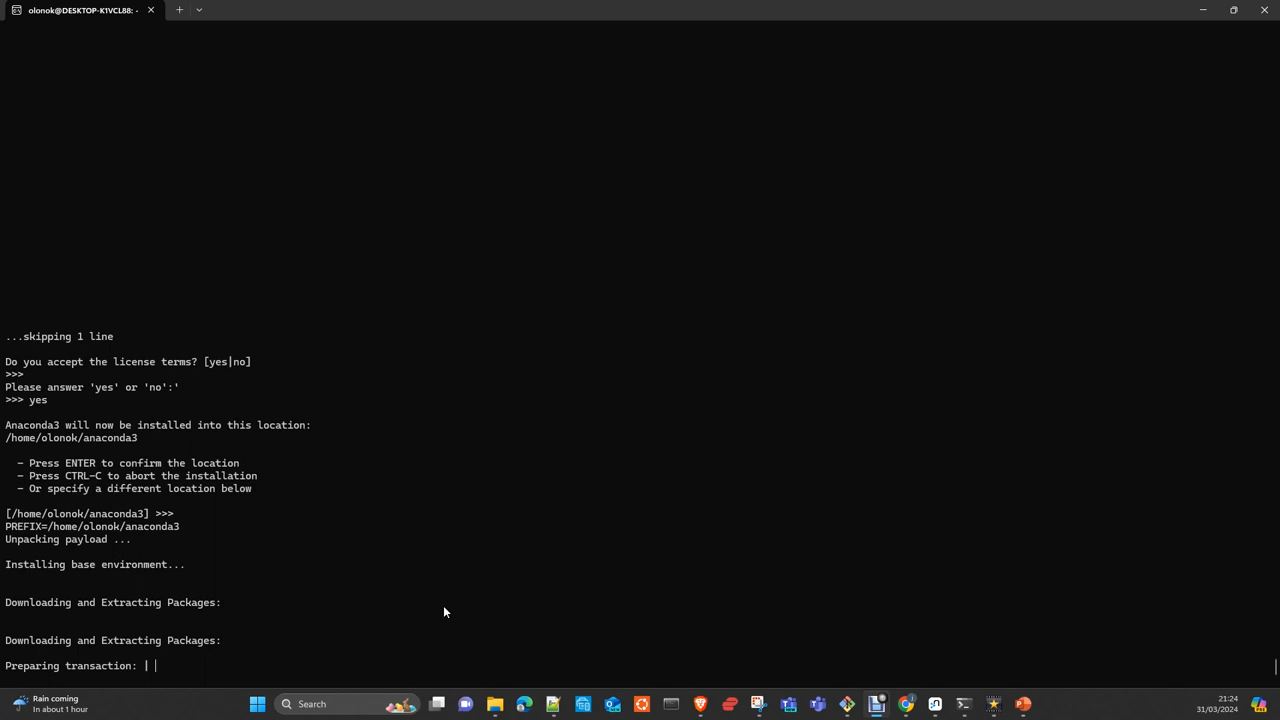 olonok@DESKTOP-K1VCL88: ~
...skipping 1 line
Do you accept the license terms? [yes|no]
>>>
Please answer 'yes' or 'no':'
>>> yes
Anaconda3 will now be installed into this location:
/home/olonok/anaconda3
- Press ENTER to confirm the location
- Press CTRL-C to abort the installation
- Or specify a different location below
[/home/olonok/anaconda3] >>>
PREFIX=/home/olonok/anaconda3
Unpacking payload ...
Installing base environment...
Downloading and Extracting Packages:
Downloading and Extracting Packages:
Preparing transaction: |
Rain coming
In about 1 hour
Search
21:24
31/03/2024